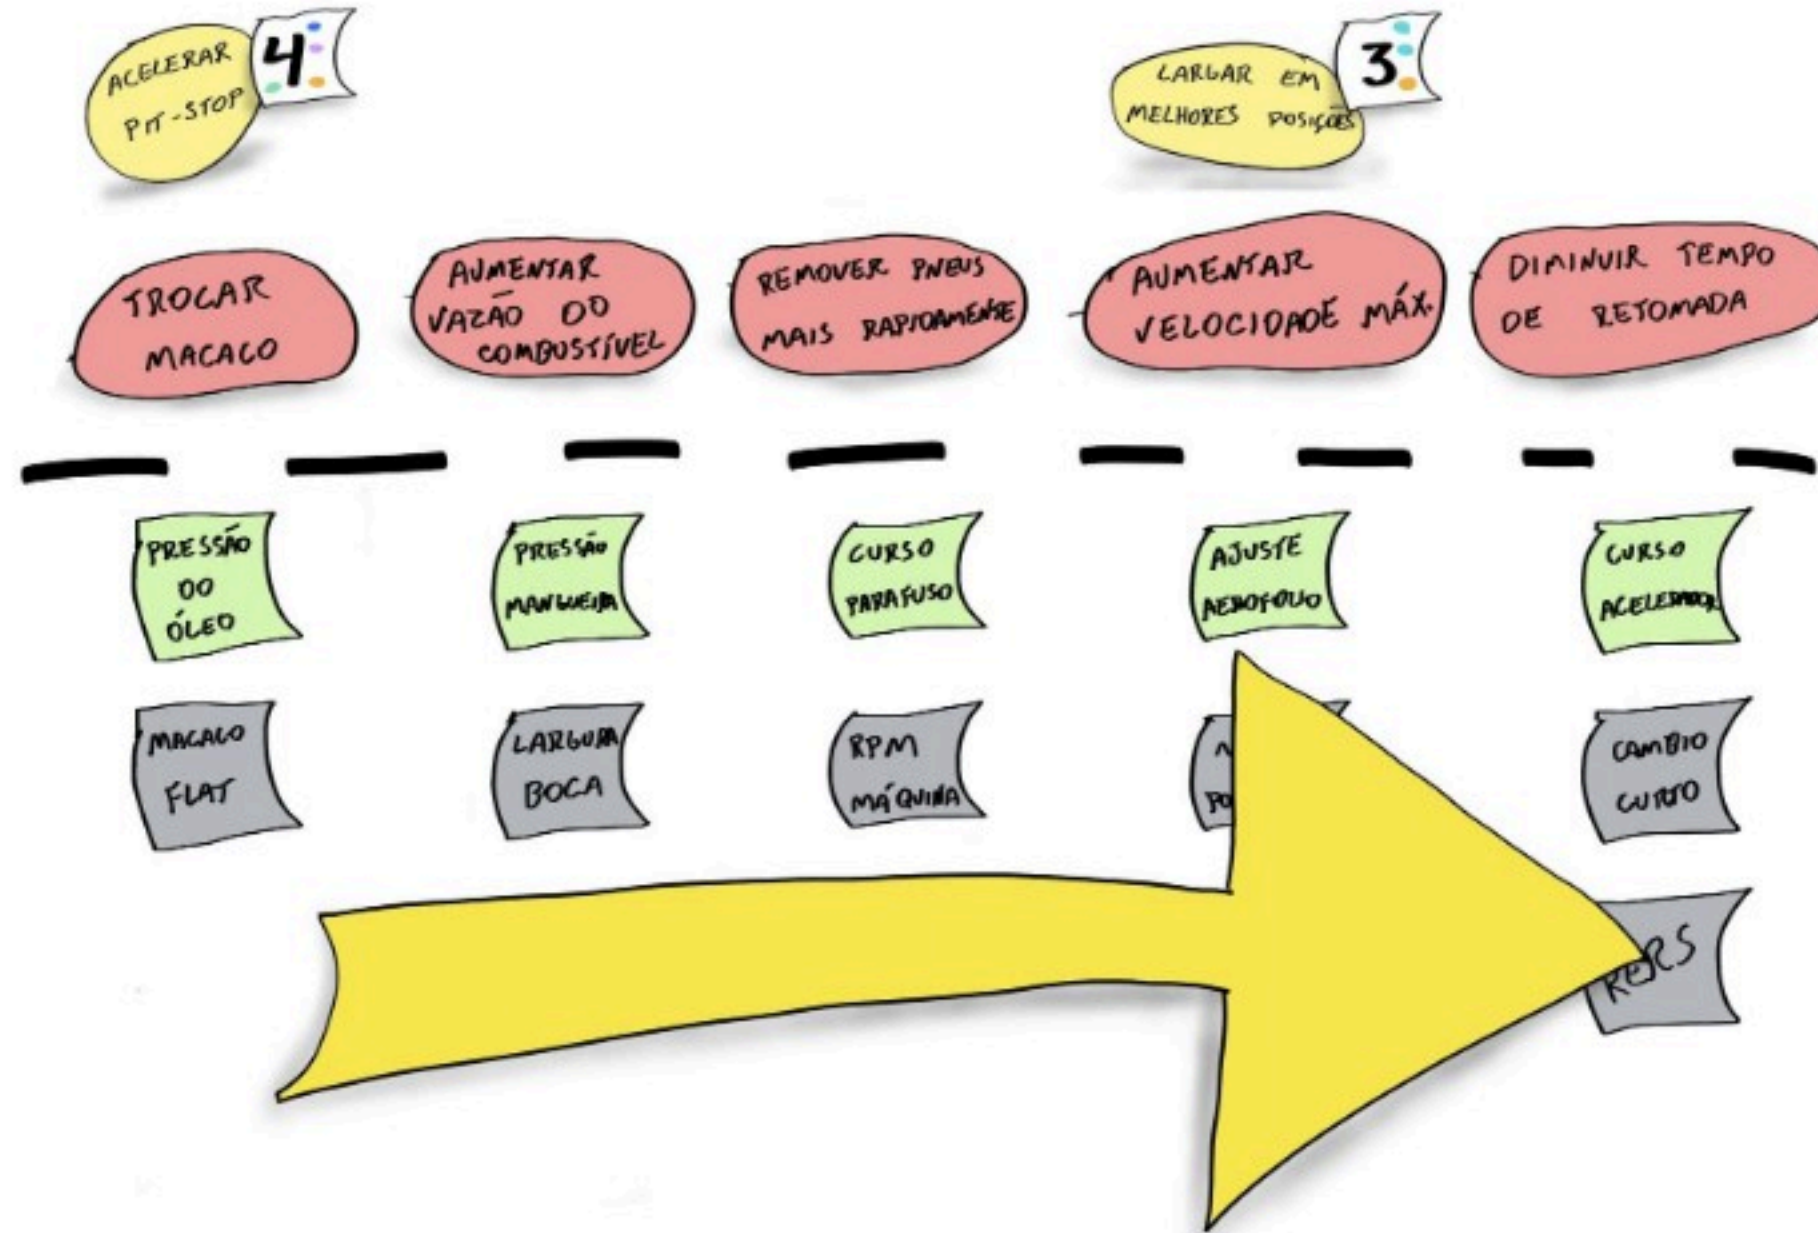 ACELERAR
PIT-STOP
4
LARGAR EM
MELHORES POSIÇÕES
3
TROCAR
MACACO
AUMENTAR
VAZÃO DO
COMBUSTÍVEL
REMOVER PNEUS
MAIS RAPIDAMENTE
AUMENTAR
VELOCIDADE MÁX.
DIMINUIR TEMPO
DE RETOMADA
PRESSÃO
DO
ÓLEO
PRESSÃO
MANGUEIRA
CURSO
PARAFUSO
AJUSTE
AEROFOLIO
CURSO
ACELERADOR
MACACO
FLAT
LARGURA
BOCA
RPM
MÁQUINA
CAMBIO
CURTO
KERS